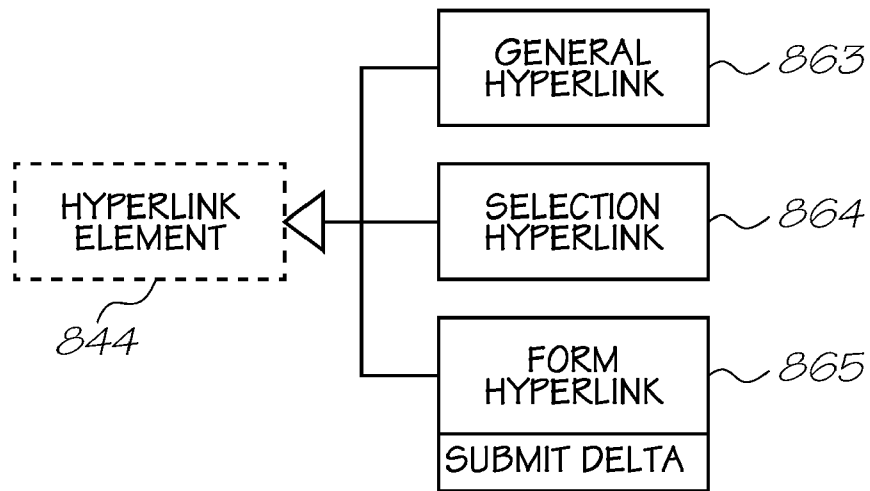 GENERAL
HYPERLINK
863
HYPERLINK
ELEMENT
844
SELECTION
HYPERLINK
864
FORM
HYPERLINK
865
SUBMIT DELTA